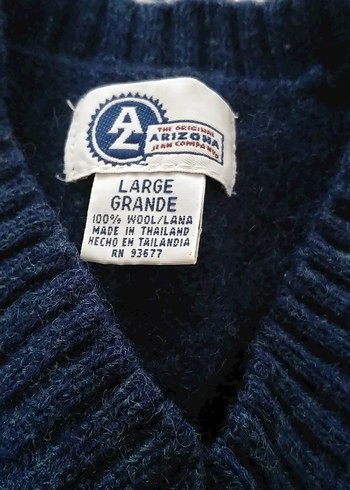 AZ
THE ORIGINAL
ARIZONA
JEAN COMPANY®
LARGE
GRANDE
100% WOOL/LANA
MADE IN THAILAND
HECHO EN TAILANDIA
RN 93677